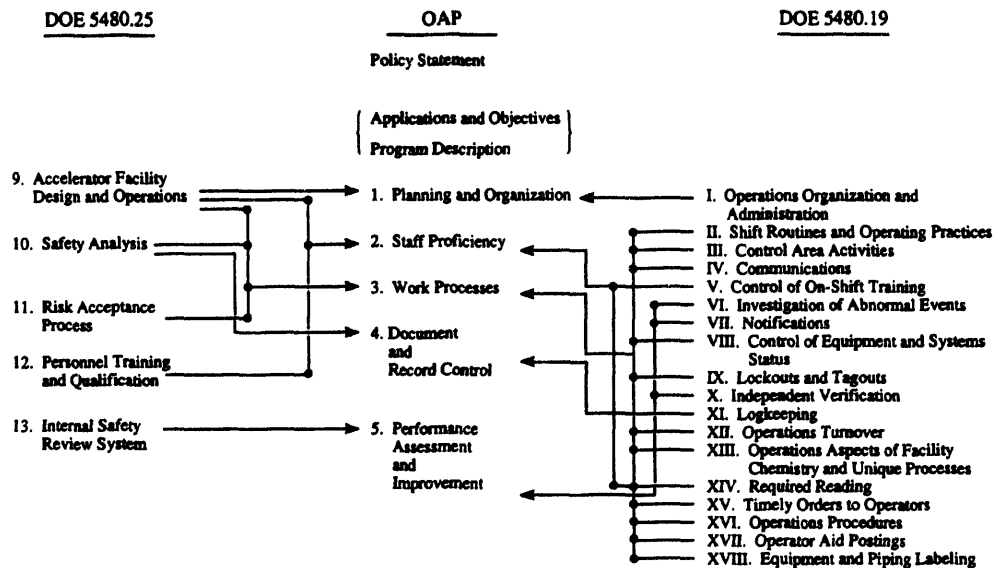 DOE 5480.25
OAP
DOE 5480.19
Policy Statement
Applications and Objectives
Program Description
9. Accelerator Facility
Design and Operations
10. Safety Analysis
11. Risk Acceptance
Process
12. Personnel Training
and Qualification
13. Internal Safety
Review System
1. Planning and Organization
2. Staff Proficiency
3. Work Processes
4. Document
and
Record Control
5. Performance
Assessment
and
Improvement
I. Operations Organization and
Administration
II. Shift Routines and Operating Practices
III. Control Area Activities
IV. Communications
V. Control of On-Shift Training
VI. Investigation of Abnormal Events
VII. Notifications
VIII. Control of Equipment and Systems
Status
IX. Lockouts and Tagouts
X. Independent Verification
XI. Logkeeping
XII. Operations Turnover
XIII. Operations Aspects of Facility
Chemistry and Unique Processes
XIV. Required Reading
XV. Timely Orders to Operators
XVI. Operations Procedures
XVII. Operator Aid Postings
XVIII. Equipment and Piping Labeling